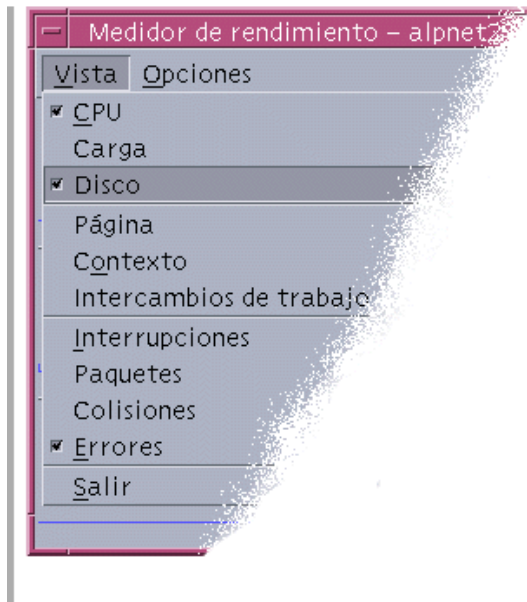 Medidor de rendimiento – alpnet2
Vista Opciones
CPU
Carga
Disco
Página
Contexto
Intercambios de trabajo
Interrupciones
Paquetes
Colisiones
Errores
Salir